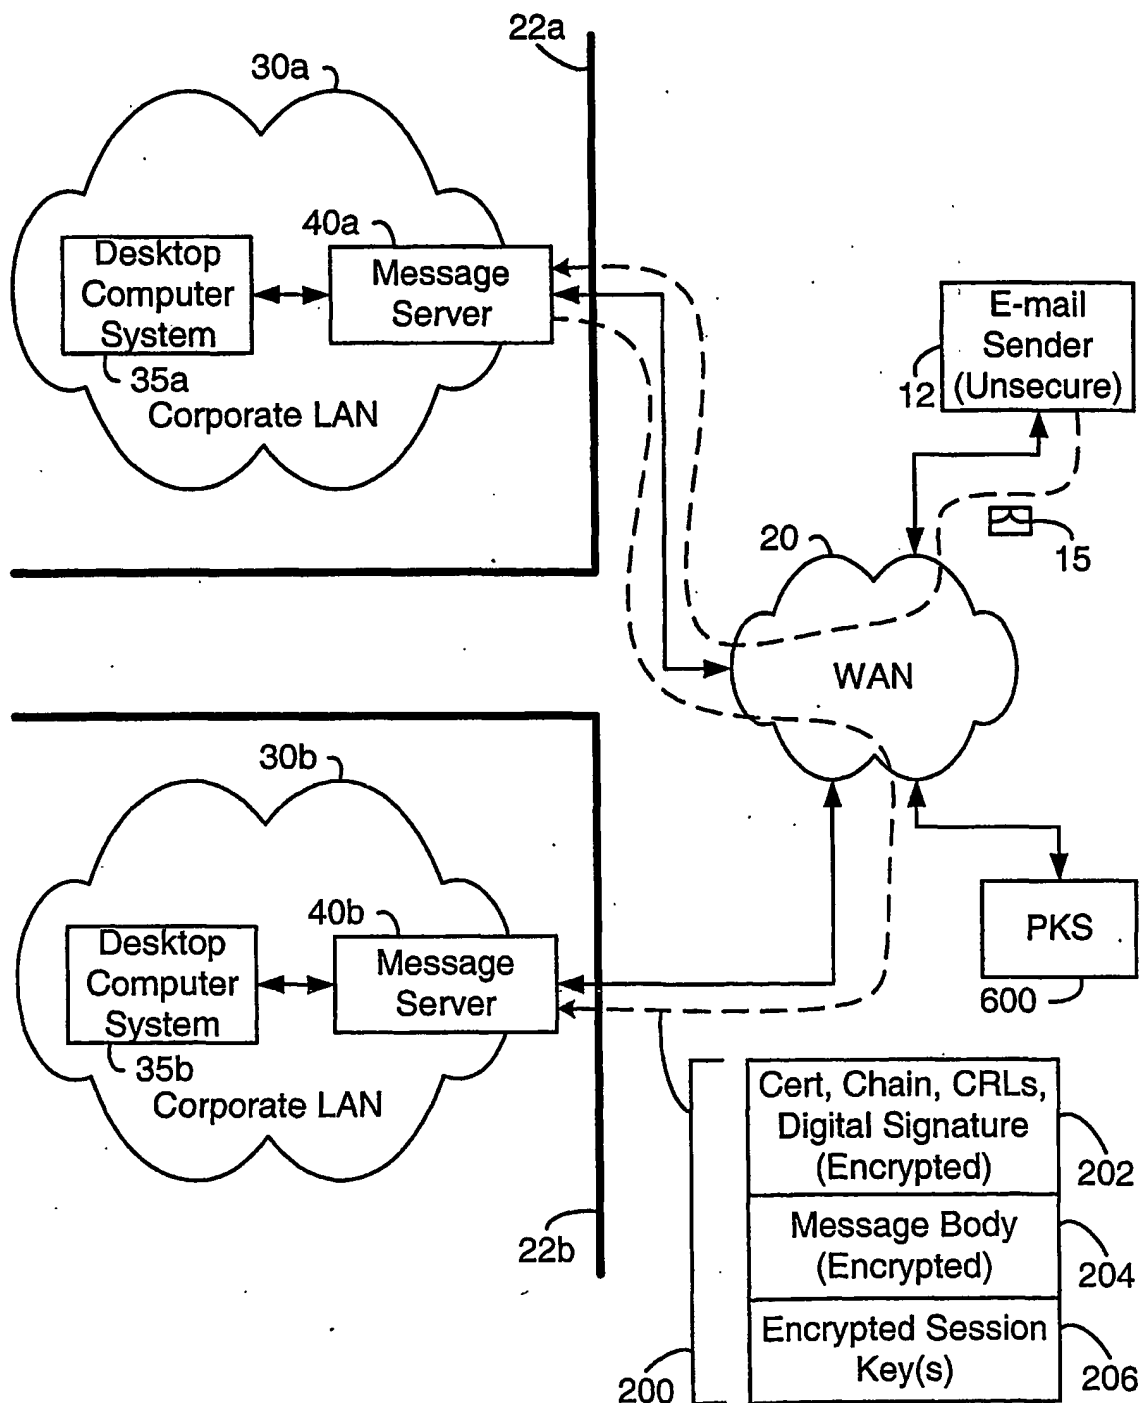 22a
30a
40a
Desktop
Computer
System
Message
Server
35a
Corporate LAN
E-mail
Sender
(Unsecure)
12
15
20
WAN
30b
40b
Desktop
Computer
System
Message
Server
35b
Corporate LAN
PKS
600
22b
Cert, Chain, CRLs,
Digital Signature
(Encrypted)
202
Message Body
(Encrypted)
204
Encrypted Session
Key(s)
206
200